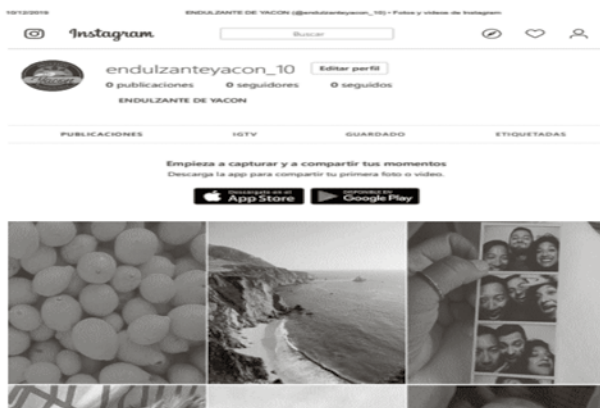 10/12/2018 ENDULZANTE DE YACON (@endulzanteyacon_10) • Fotos y videos de Instagram
Instagram Buscar
endulzanteyacon_10 Editar perfil
0 publicaciones 0 seguidores 0 seguidos
ENDULZANTE DE YACON
PUBLICACIONES IGTV GUARDADO ETIQUETADAS
Empieza a capturar y a compartir tus momentos
Descarga la app para compartir tu primera foto o video.
Descárgalo en el App Store DISPONIBLE EN Google Play